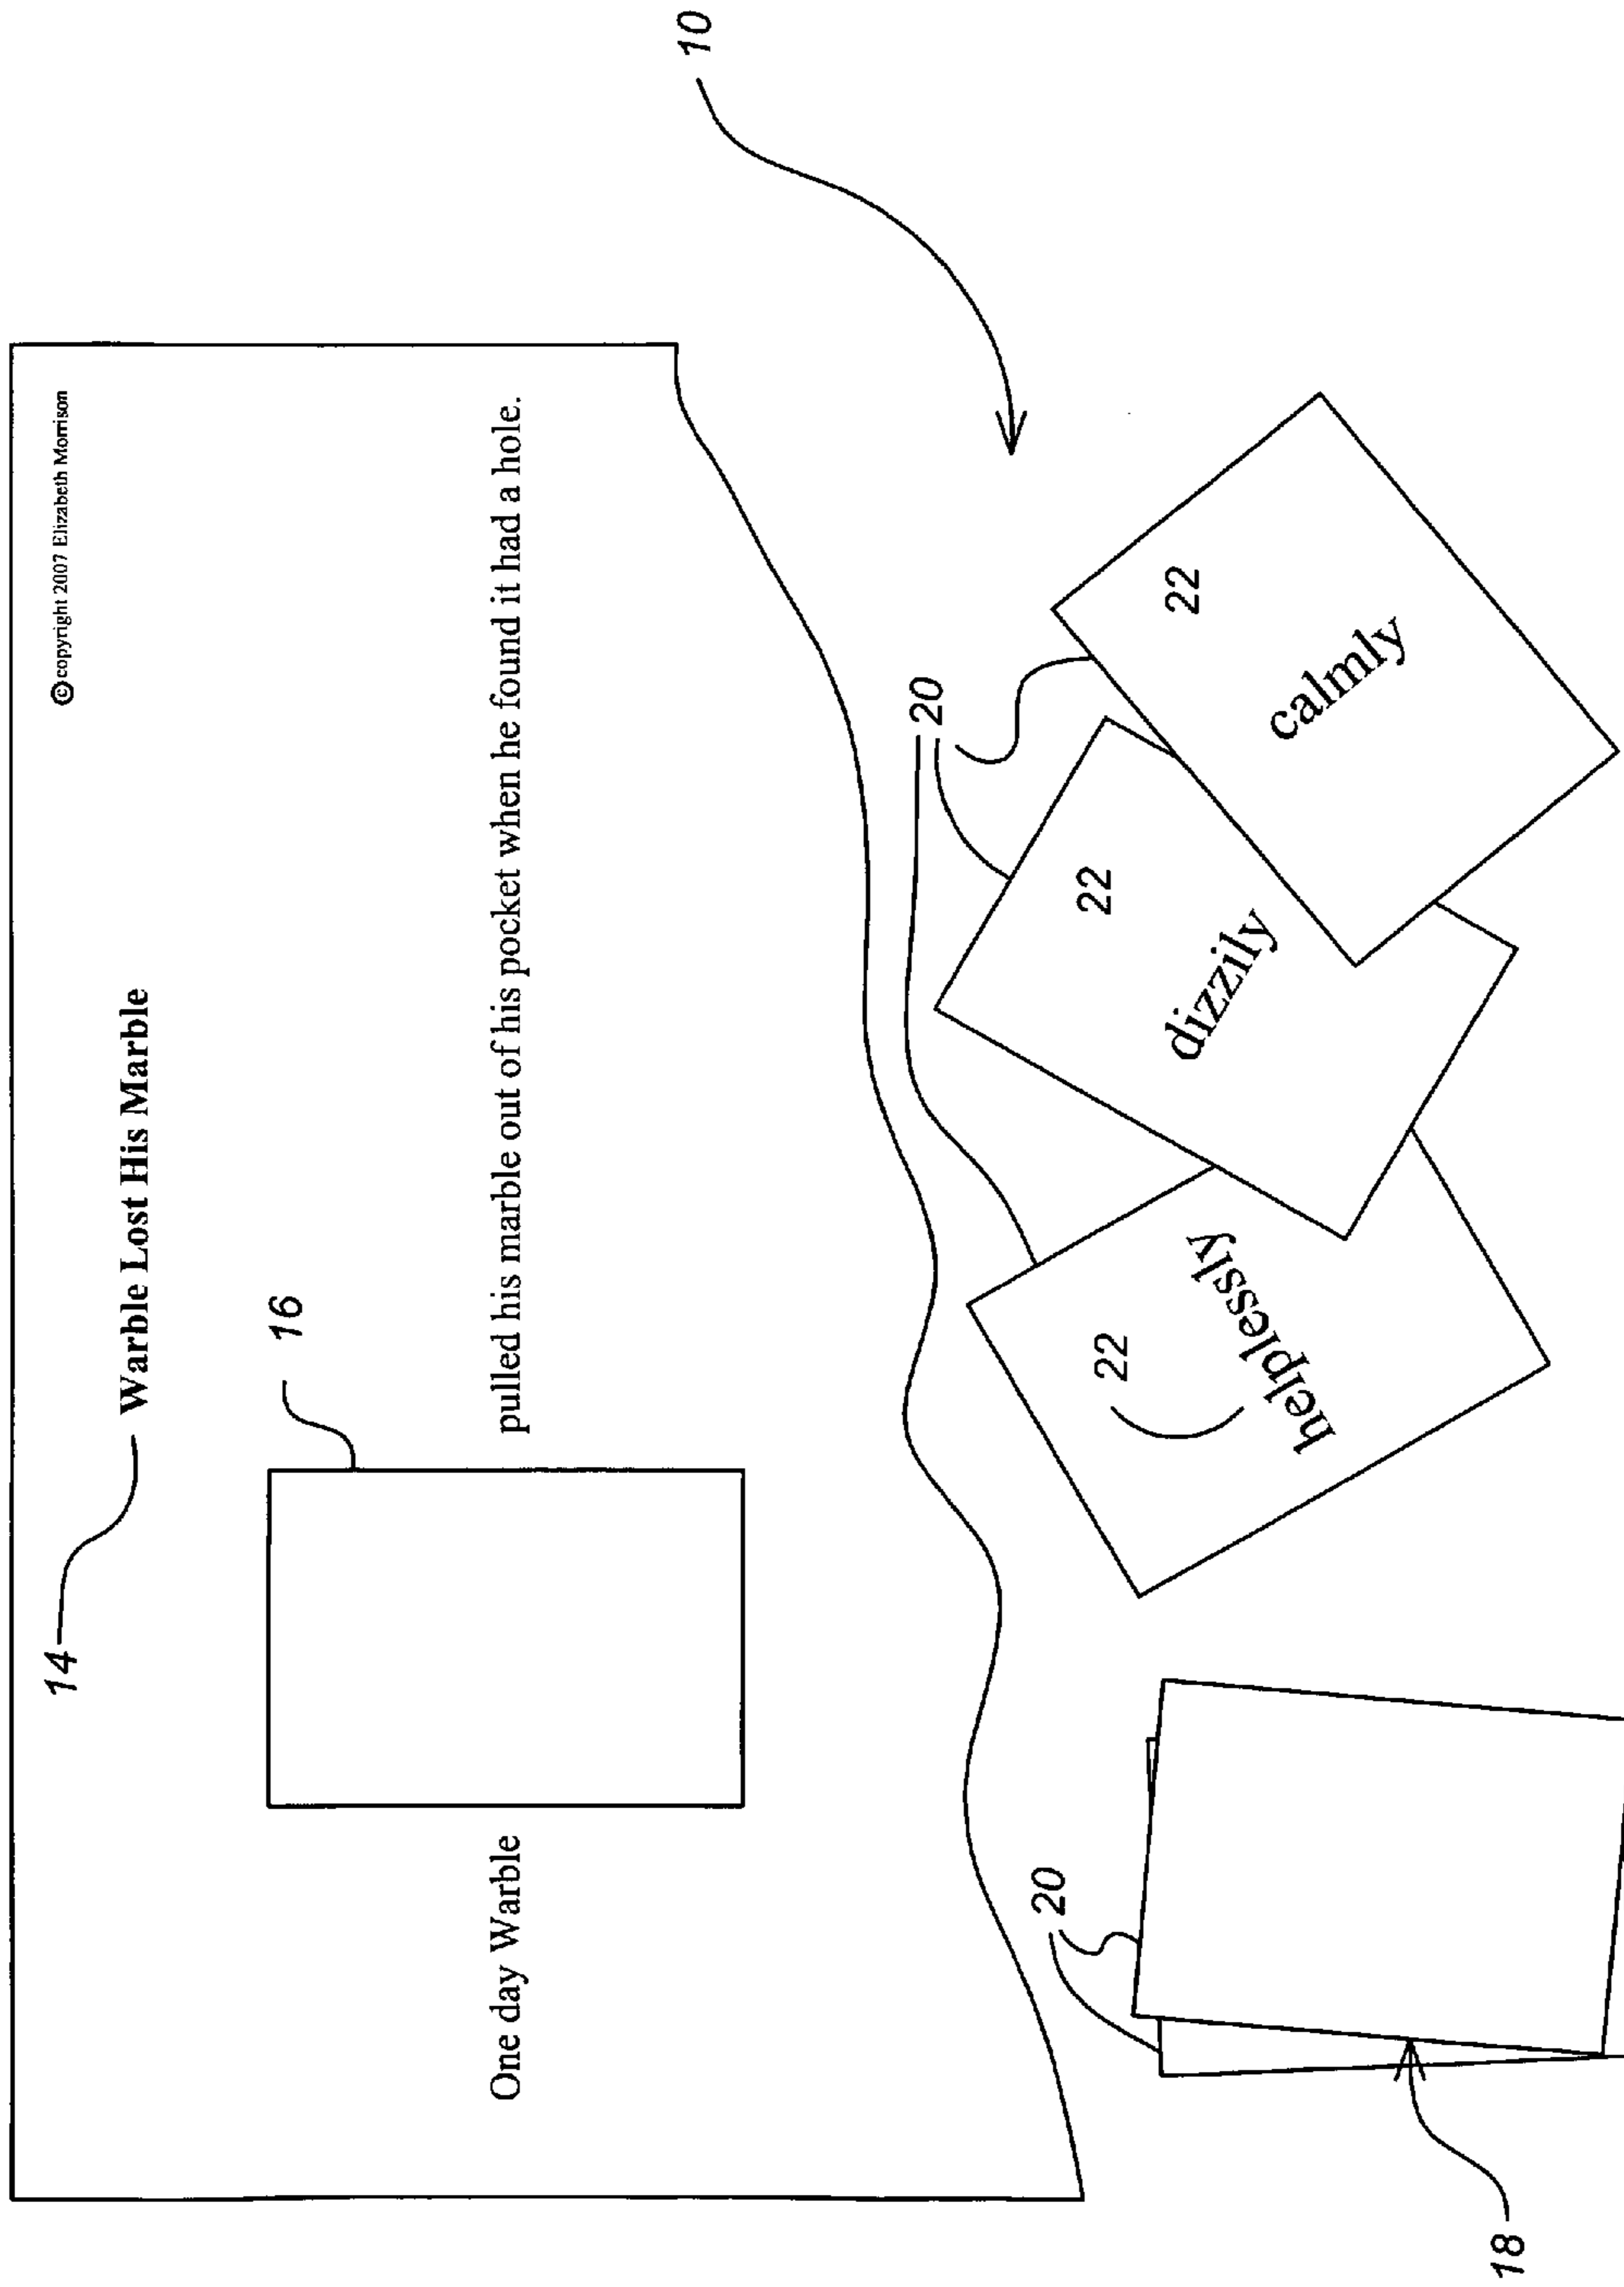 ©copyright 2007 Elizabeth Morrison
14
Warble Lost His Marble
16
10
One day Warble
pulled his marble out of his pocket when he found it had a hole.
20
20
22
helplessly
22
dizzily
22
calmly
18